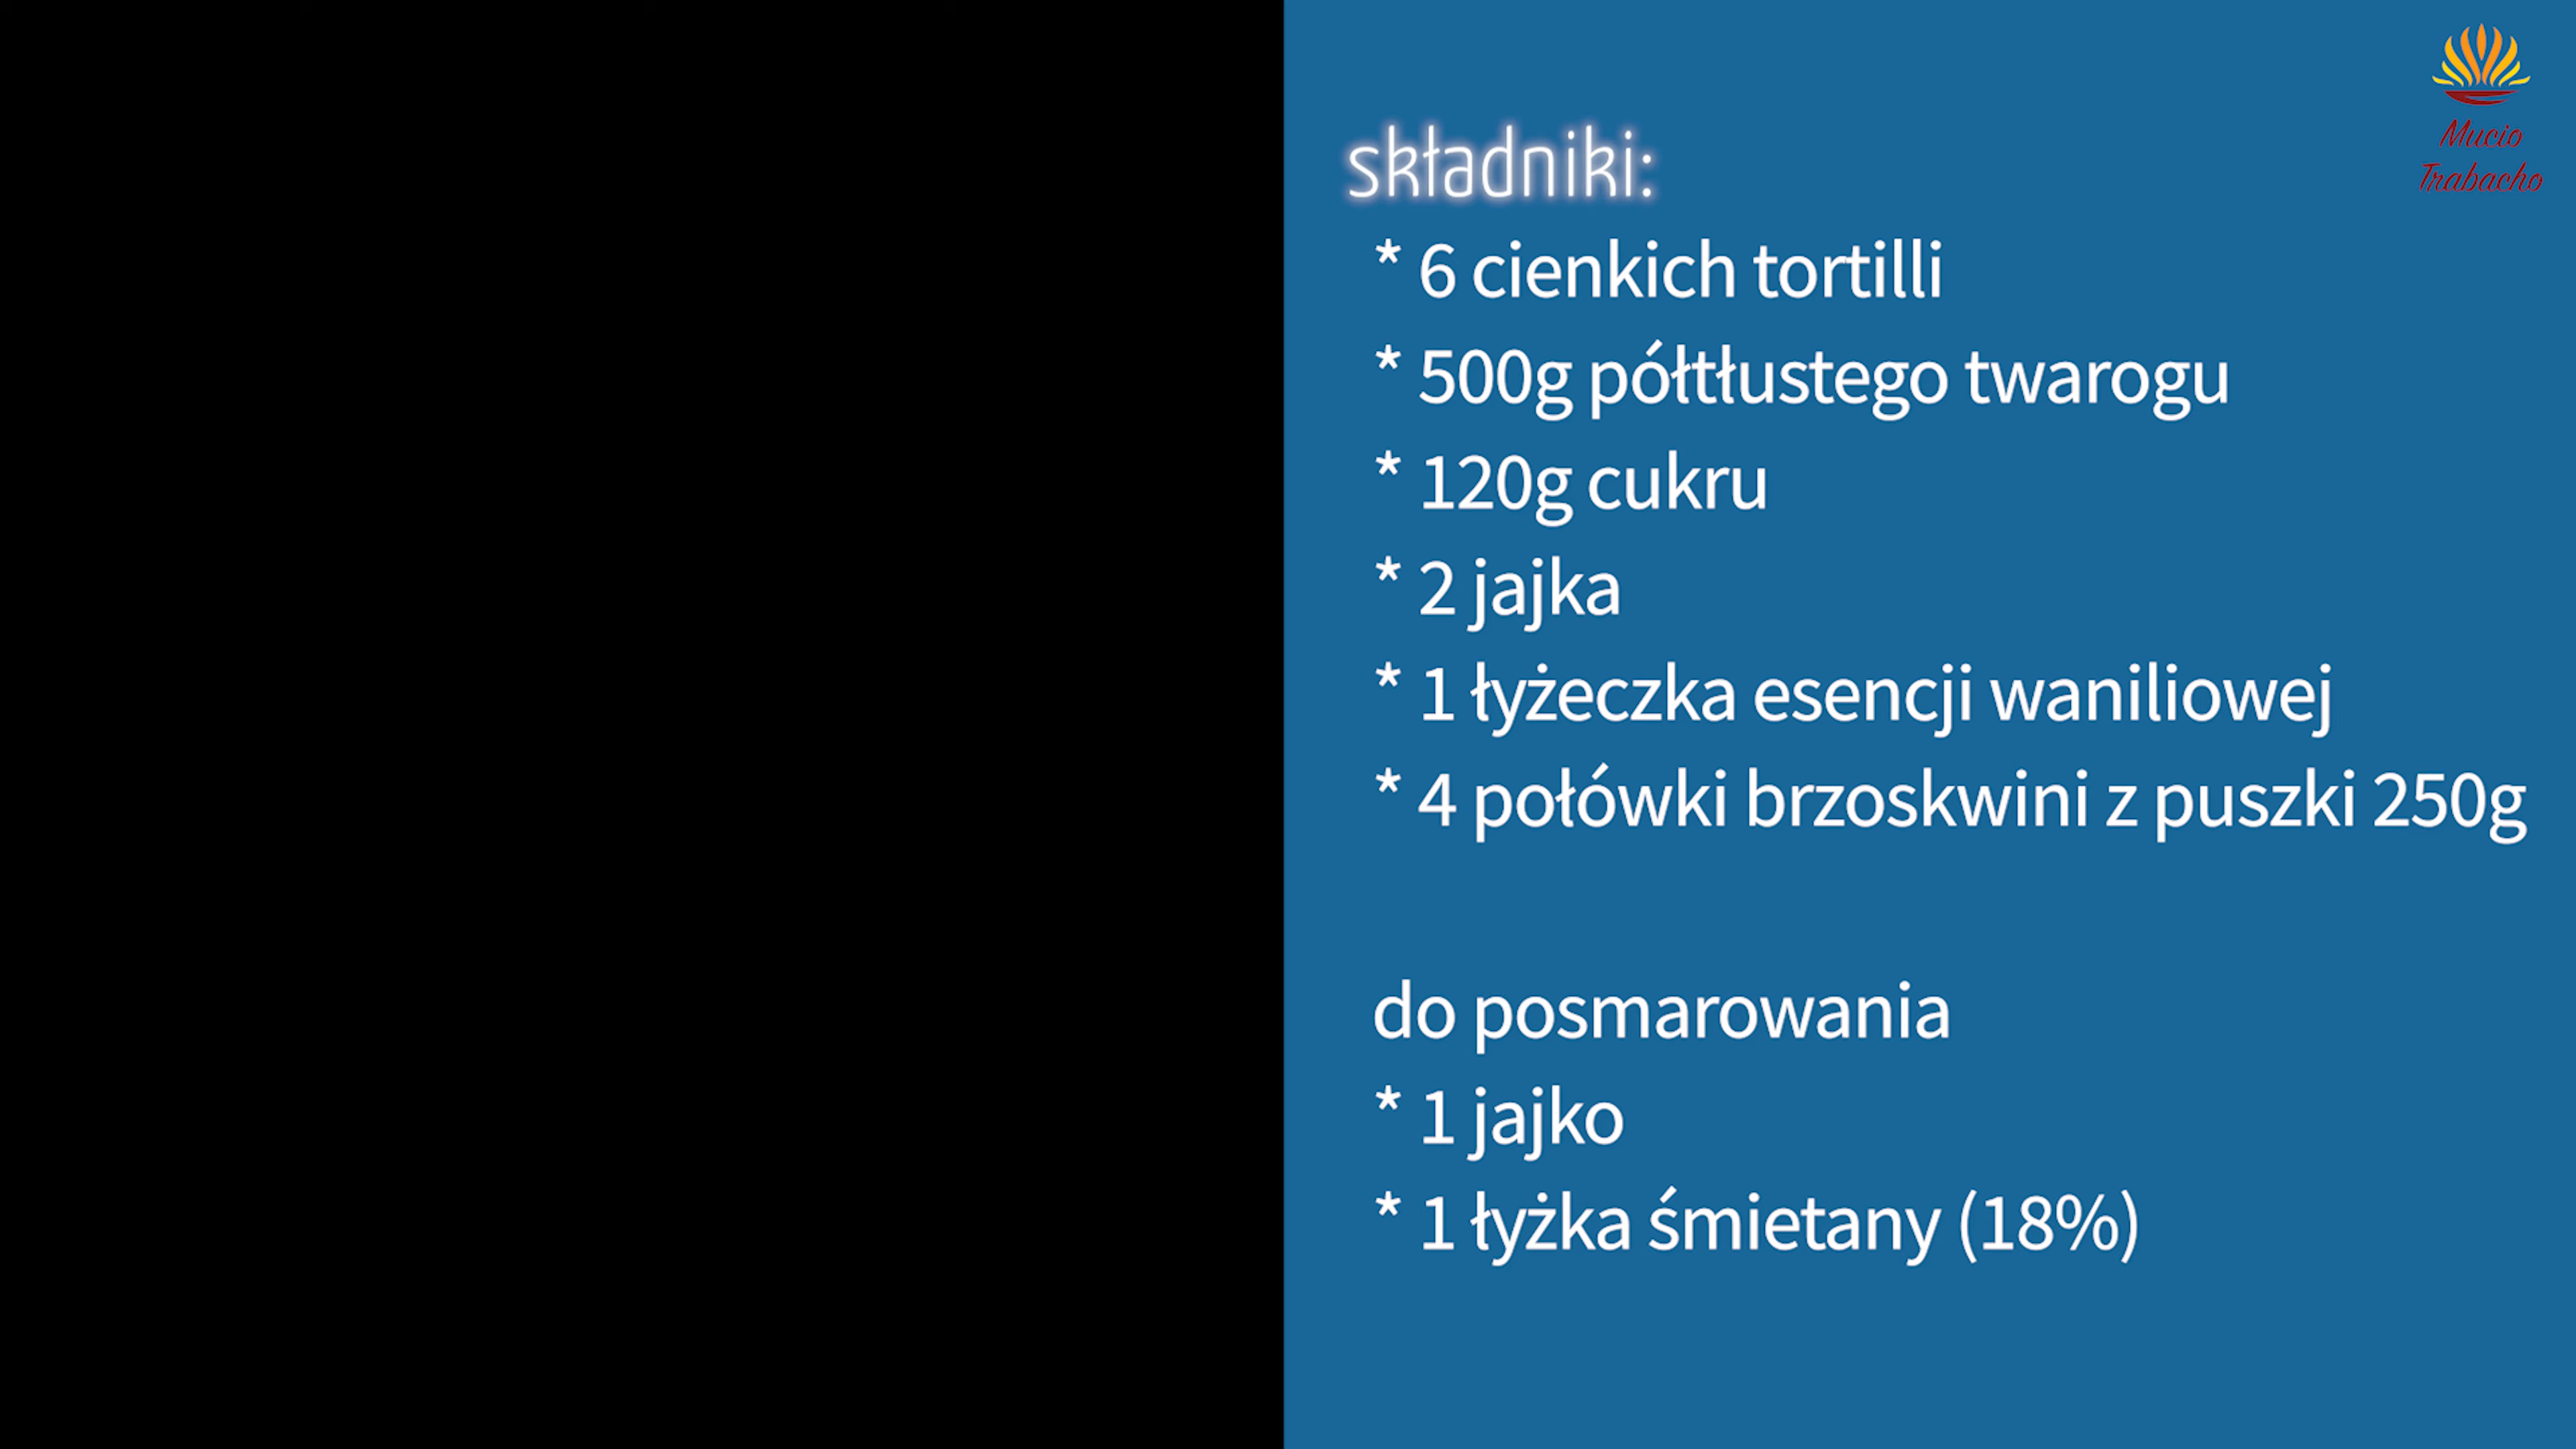 Mucio
Trabacho
składniki:
* 6 cienkich tortilli
* 500g półtłustego twarogu
* 120g cukru
* 2 jajka
* 1 łyżeczka esencji waniliowej
* 4 połówki brzoskwini z puszki 250g
do posmarowania
* 1 jajko
* 1 łyżka śmietany (18%)